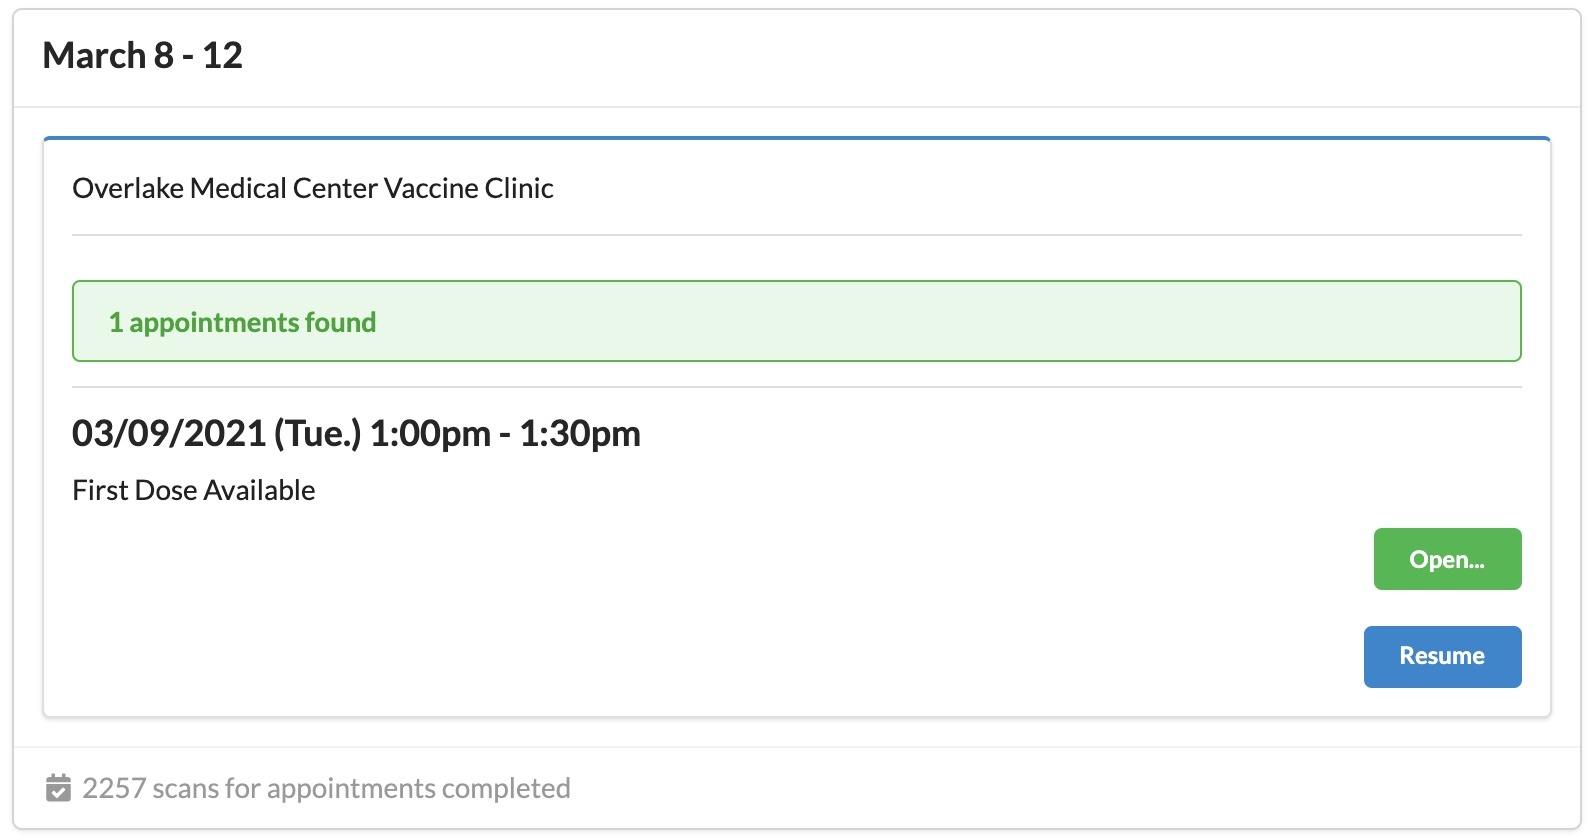 March 8 - 12
Overlake Medical Center Vaccine Clinic
1 appointments found
03/09/2021 (Tue.) 1:00pm - 1:30pm
First Dose Available
Open...
Resume
2257 scans for appointments completed